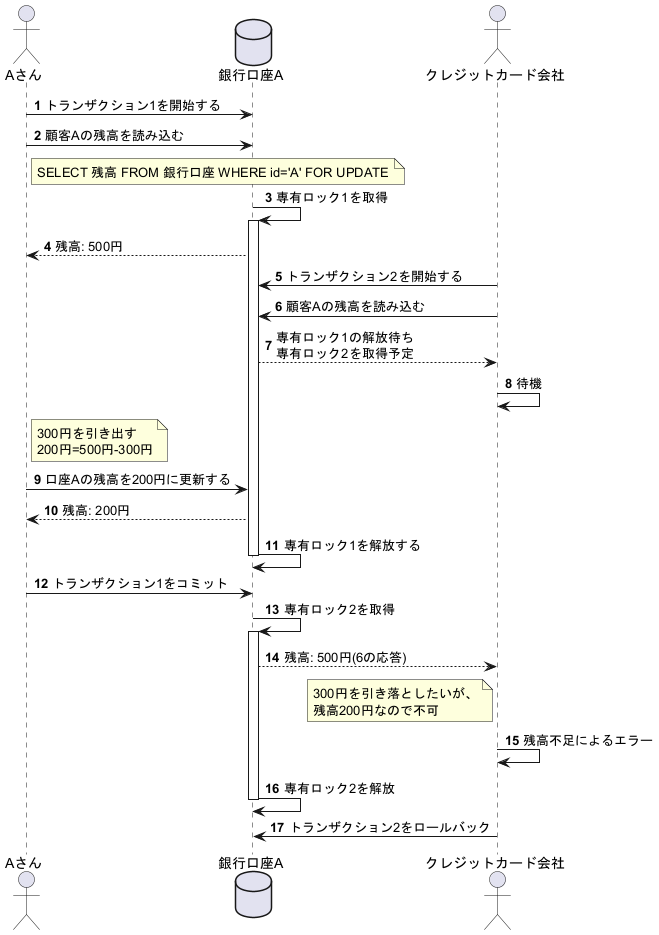 Aさん
銀行口座A
クレジットカード会社
1 トランザクション1を開始する
2 顧客Aの残高を読み込む
SELECT 残高 FROM 銀行口座 WHERE id='A' FOR UPDATE
3 専有ロック1を取得
4 残高: 500円
5 トランザクション2を開始する
6 顧客Aの残高を読み込む
7 専有ロック1の解放待ち
専有ロック2を取得予定
8 待機
300円を引き出す
200円=500円-300円
9 口座Aの残高を200円に更新する
10 残高: 200円
11 専有ロック1を解放する
12 トランザクション1をコミット
13 専有ロック2を取得
14 残高: 500円(6の応答)
300円を引き落としたいが、
残高200円なので不可
15 残高不足によるエラー
16 専有ロック2を解放
17 トランザクション2をロールバック
Aさん
銀行口座A
クレジットカード会社